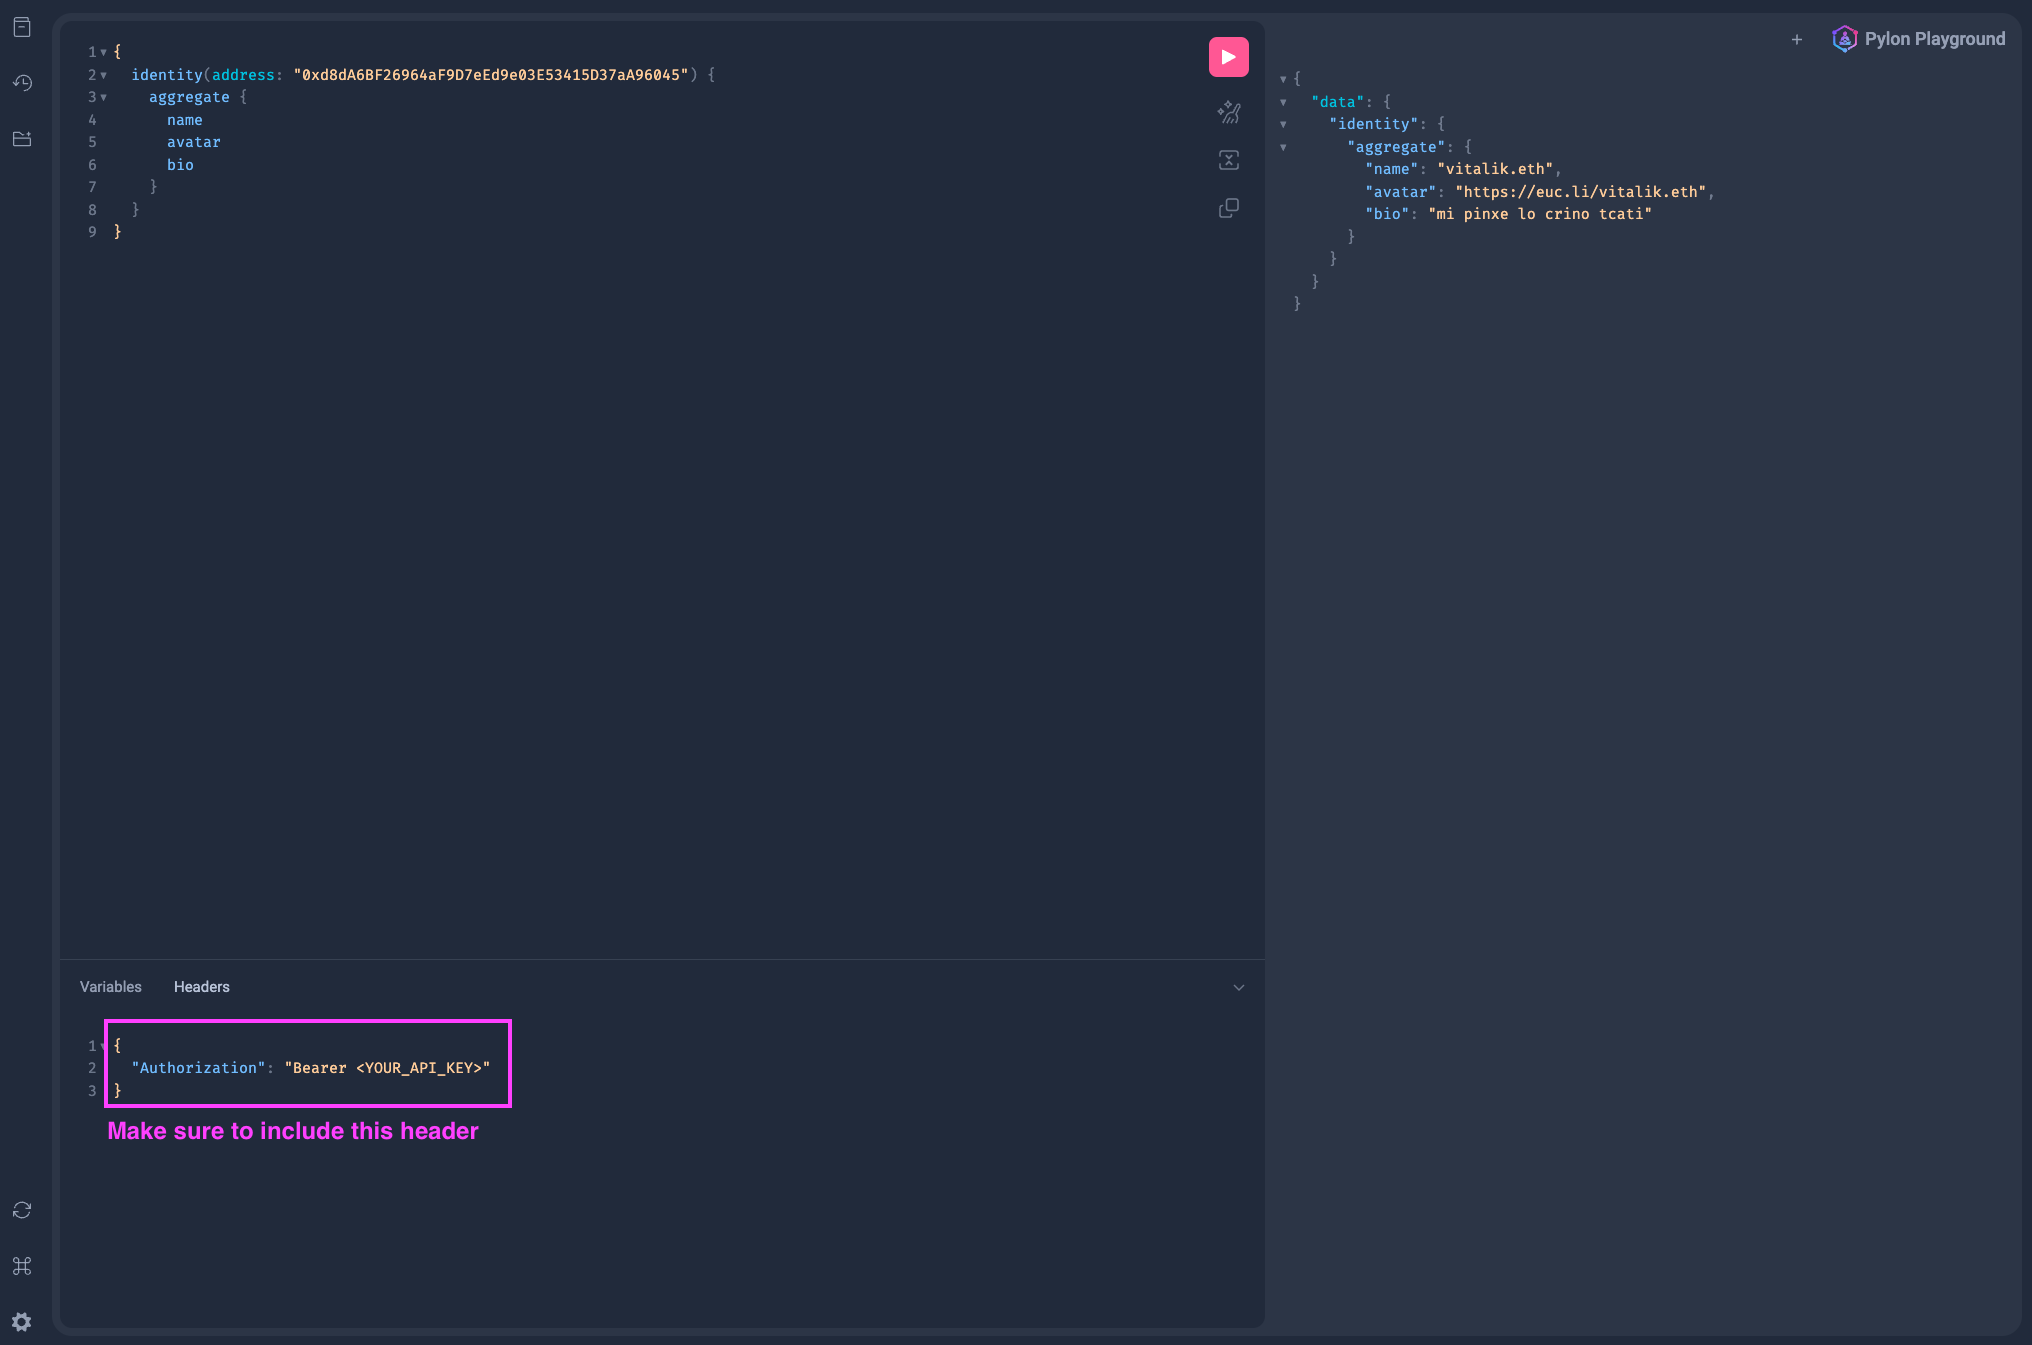 1 {
2 identity(address: "0xd8dA6BF26964aF9D7eEd9e03E53415D37aA96045") {
3 aggregate {
4 name
5 avatar
6 bio
7 }
8 }
9 }
Variables Headers
1 {
2 "Authorization": "Bearer <YOUR_API_KEY>"
3 }
Make sure to include this header
+ Pylon Playground
{
"data": {
"identity": {
"aggregate": {
"name": "vitalik.eth",
"avatar": "https://euc.li/vitalik.eth",
"bio": "mi pinxe lo crino tcati"
}
}
}
}